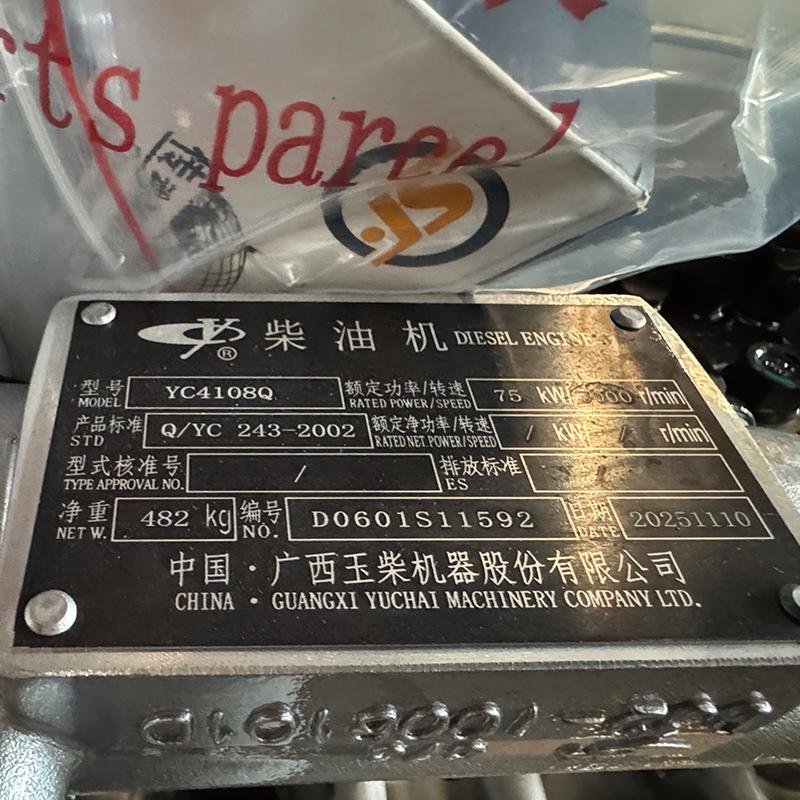 rts parcel
柴油机 DIESEL ENGINE
型号 MODEL YC4108Q 额定功率/转速 RATED POWER/SPEED 75 kW/3000 r/min
产品标准 STD Q/YC 243-2002 额定净功率/转速 RATED NET.POWER/SPEED / kW / r/min
型式核准号 TYPE APPROVAL NO. / 排放标准 ES /
净重 NET W. 482 kg 编号 NO. D0601S11592 日期 DATE 20251110
中国·广西玉柴机器股份有限公司
CHINA · GUANGXI YUCHAI MACHINERY COMPANY LTD.